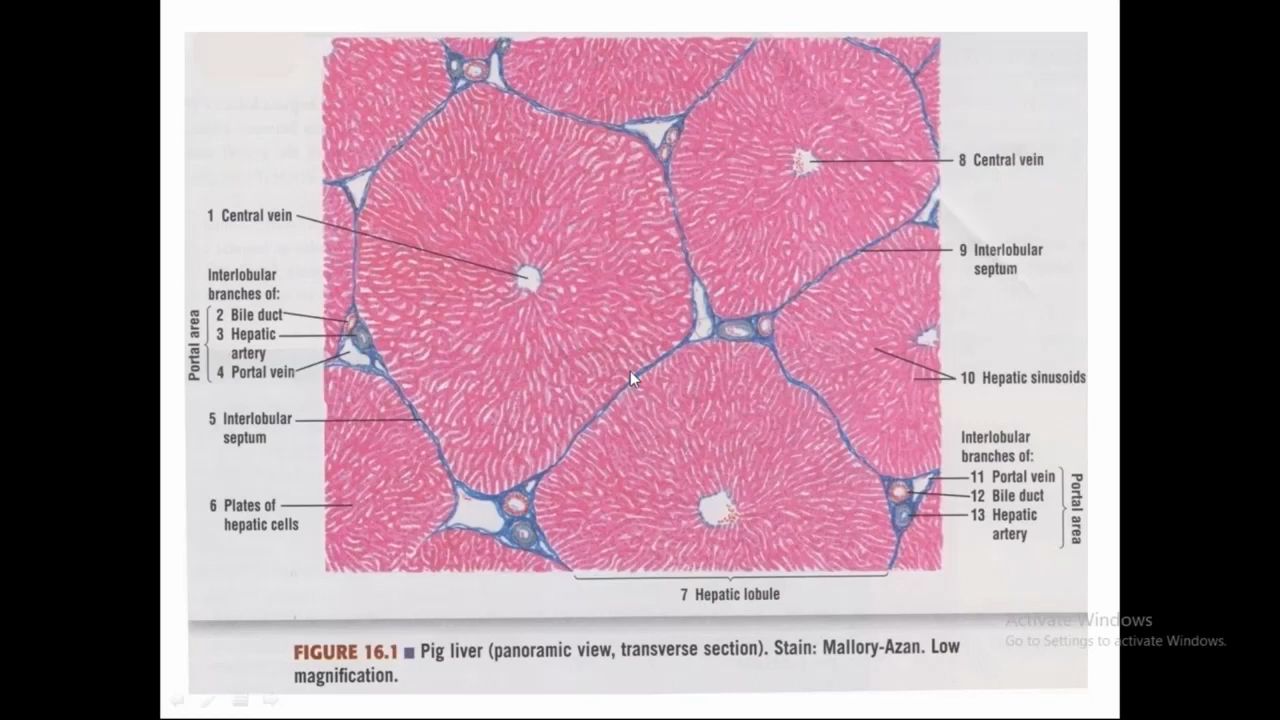 1 Central vein
Interlobular
branches of:
2 Bile duct
3 Hepatic
artery
4 Portal vein
Portal area
5 Interlobular
septum
6 Plates of
hepatic cells
7 Hepatic lobule
8 Central vein
9 Interlobular
septum
10 Hepatic sinusoids
Interlobular
branches of:
11 Portal vein
12 Bile duct
13 Hepatic
artery
Portal area
FIGURE 16.1 ■ Pig liver (panoramic view, transverse section). Stain: Mallory-Azan. Low
magnification.
Activate Windows
Go to Settings to activate Windows.